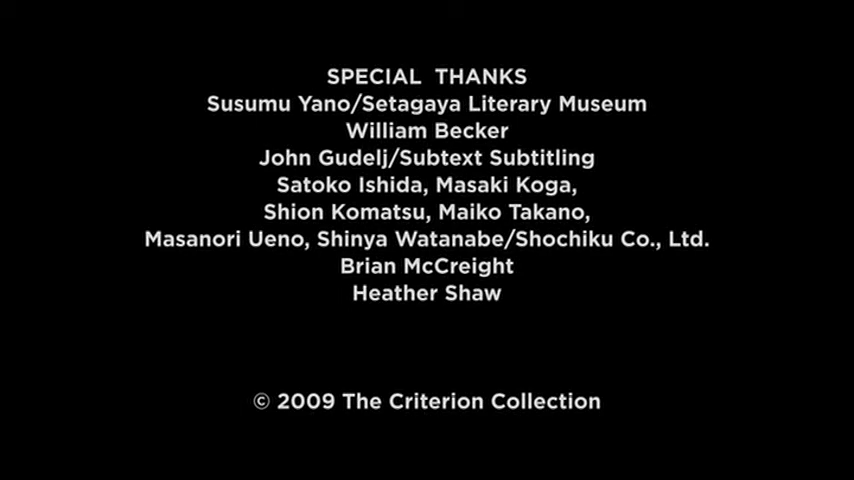 SPECIAL THANKS
Susumu Yano/Setagaya Literary Museum
William Becker
John Gudelj/Subtext Subtitling
Satoko Ishida, Masaki Koga,
Shion Komatsu, Maiko Takano,
Masanori Ueno, Shinya Watanabe/Shochiku Co., Ltd.
Brian McCreight
Heather Shaw
© 2009 The Criterion Collection